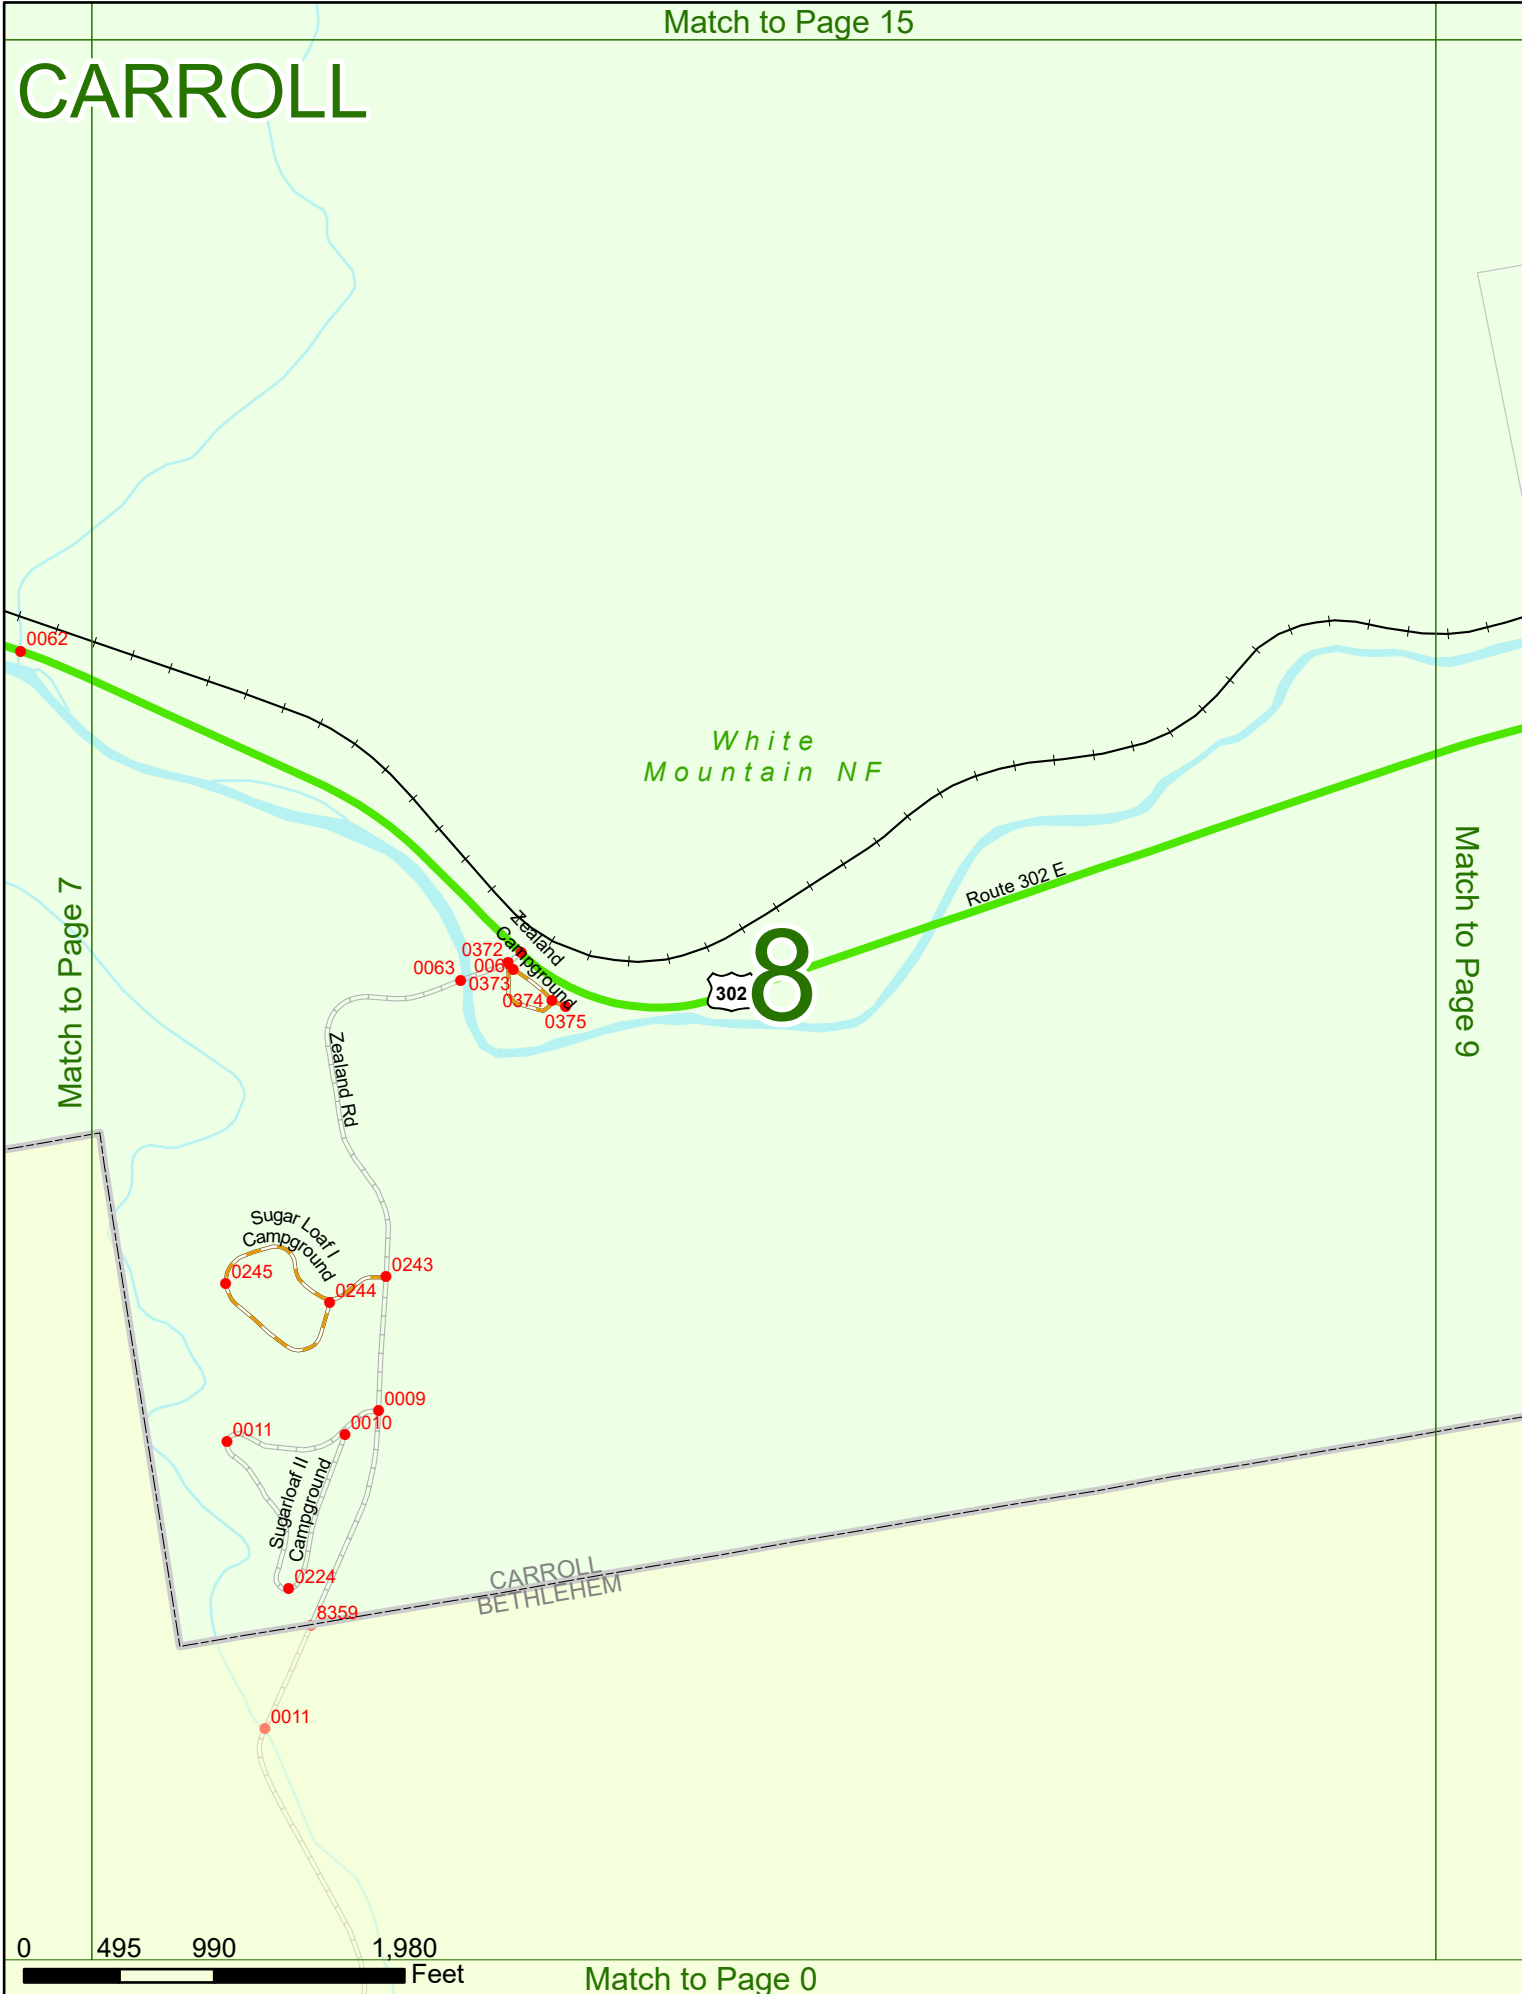 Match to Page 15
CARROLL
0062
White
Mountain NF
Match to Page 7
Match to Page 9
Route 302 E
Zealand
Campground
0372
0063
0373
0374
0375
302
8
Zealand Rd
Sugar Loaf I
Campground
0245
0243
0244
0009
0010
0011
Sugarloaf II
Campground
0224
CARROLL
BETHLEHEM
8359
0011
0 495 990 1,980
Feet
Match to Page 0